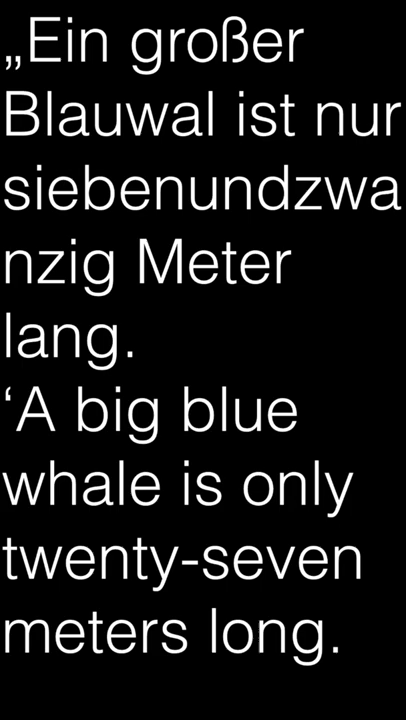 „Ein großer
Blauwal ist nur
siebenundzwa
nzig Meter
lang.
‘A big blue
whale is only
twenty-seven
meters long.